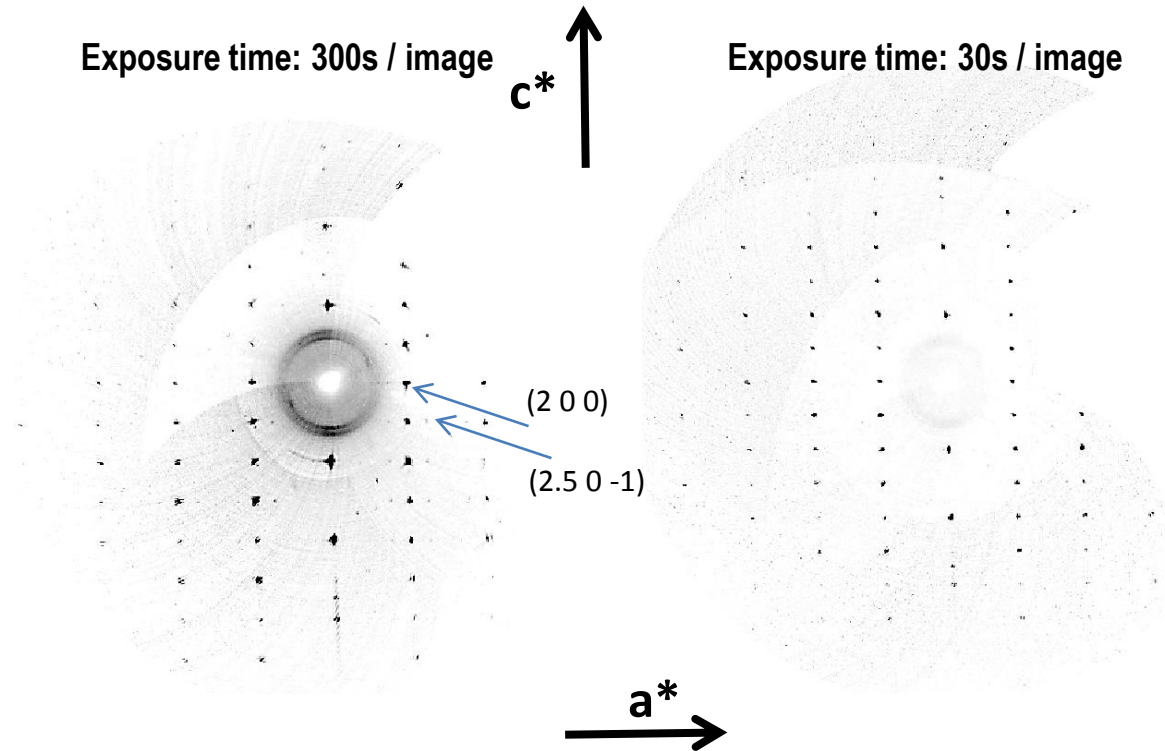 Exposure time: 300s / image
Exposure time: 30s / image
c*
(2 0 0)
(2.5 0 -1)
a*